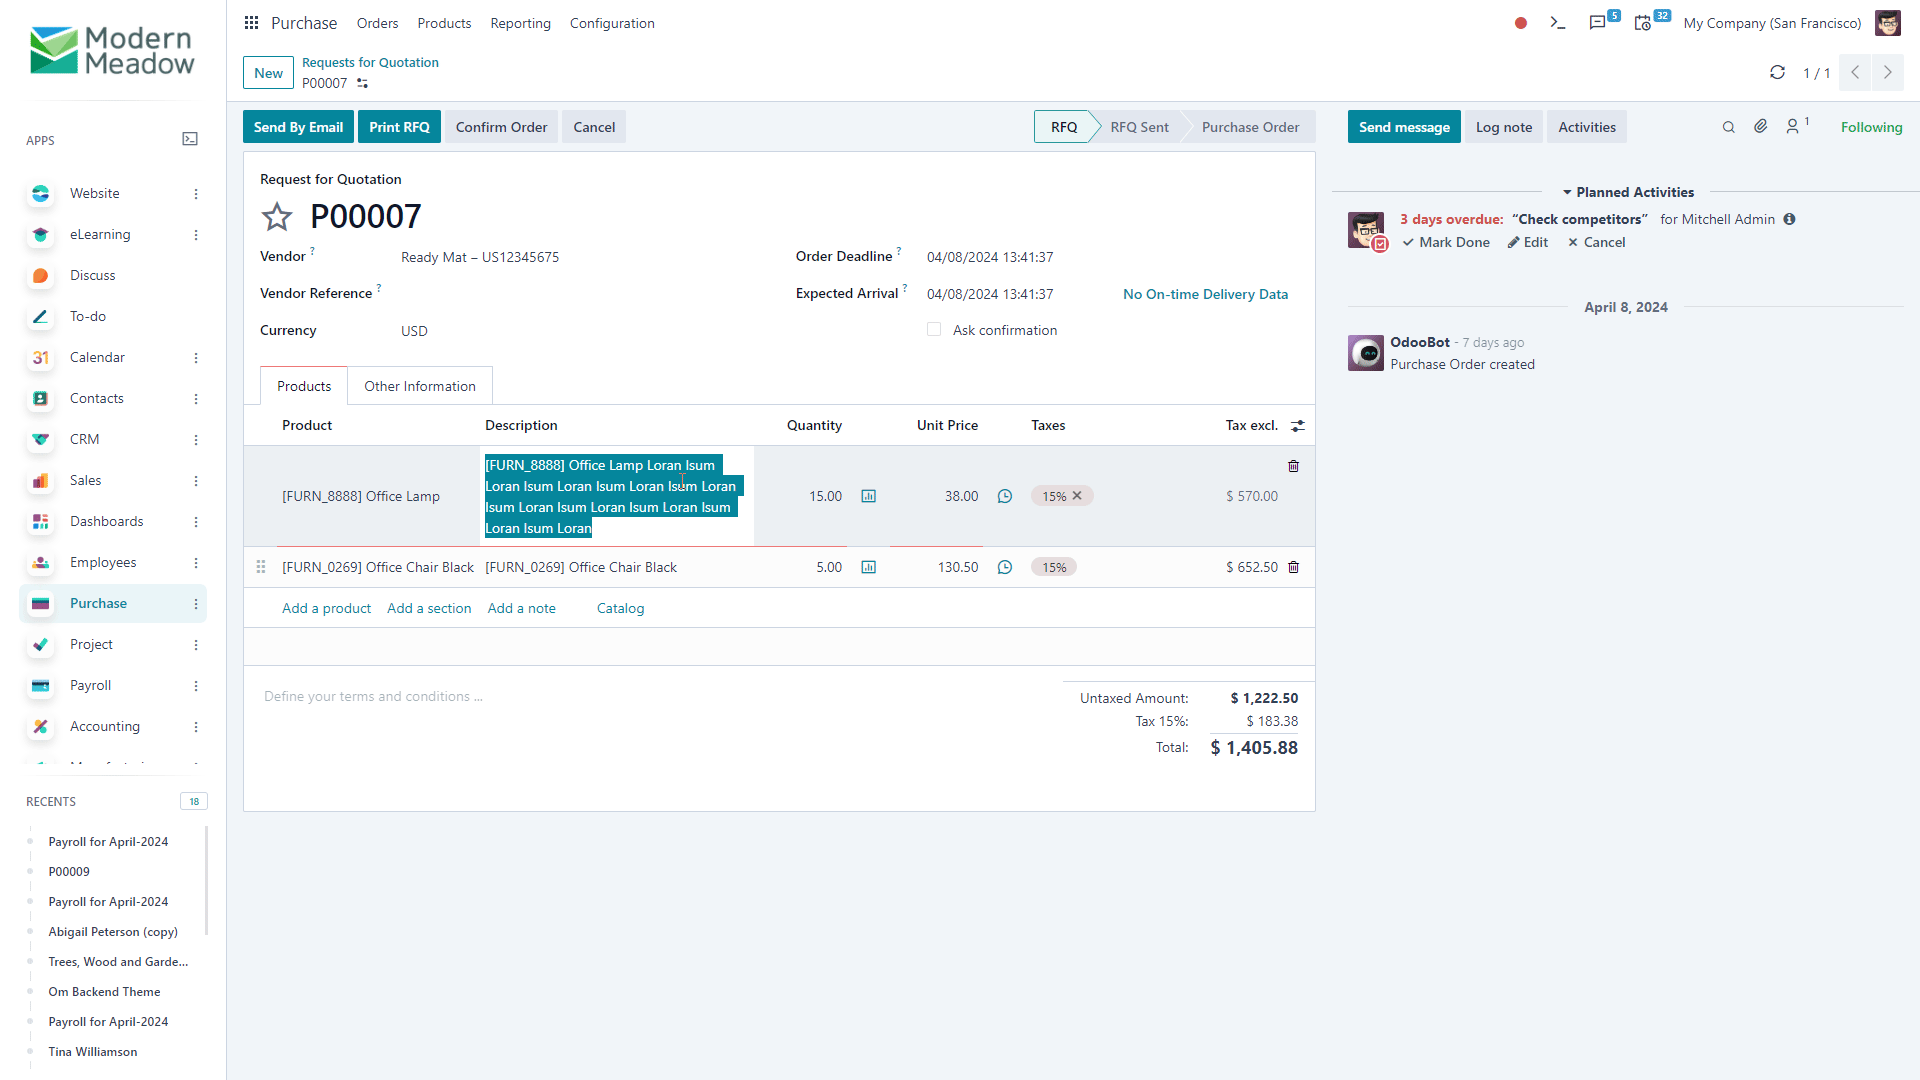 Modern
Meadow
APPS
Website
eLearning
Discuss
To-do
31 Calendar
Contacts
CRM
Sales
Dashboards
Employees
Purchase
Project
Payroll
Accounting
RECENTS 18
Payroll for April-2024
P00009
Payroll for April-2024
Abigail Peterson (copy)
Trees, Wood and Garde...
Om Backend Theme
Payroll for April-2024
Tina Williamson
Purchase Orders Products Reporting Configuration
5 32 My Company (San Francisco)
New
Requests for Quotation
P00007
1 / 1
Send By Email Print RFQ Confirm Order Cancel
RFQ RFQ Sent Purchase Order
Request for Quotation
P00007
Vendor ? Ready Mat – US12345675
Vendor Reference ?
Currency USD
Order Deadline ? 04/08/2024 13:41:37
Expected Arrival ? 04/08/2024 13:41:37 No On-time Delivery Data
Ask confirmation
Products Other Information
Product Description Quantity Unit Price Taxes Tax excl.
[FURN_8888] Office Lamp
[FURN_8888] Office Lamp Loran Isum
Loran Isum Loran Isum Loran Isum Loran
Isum Loran Isum Loran Isum Loran Isum
Loran Isum Loran
15.00 38.00 15% ✕ $ 570.00
[FURN_0269] Office Chair Black [FURN_0269] Office Chair Black 5.00 130.50 15% $ 652.50
Add a product Add a section Add a note Catalog
Define your terms and conditions ...
Untaxed Amount: $ 1,222.50
Tax 15%: $ 183.38
Total: $ 1,405.88
Send message Log note Activities 1 Following
Planned Activities
3 days overdue: “Check competitors” for Mitchell Admin
Mark Done Edit Cancel
April 8, 2024
OdooBot - 7 days ago
Purchase Order created